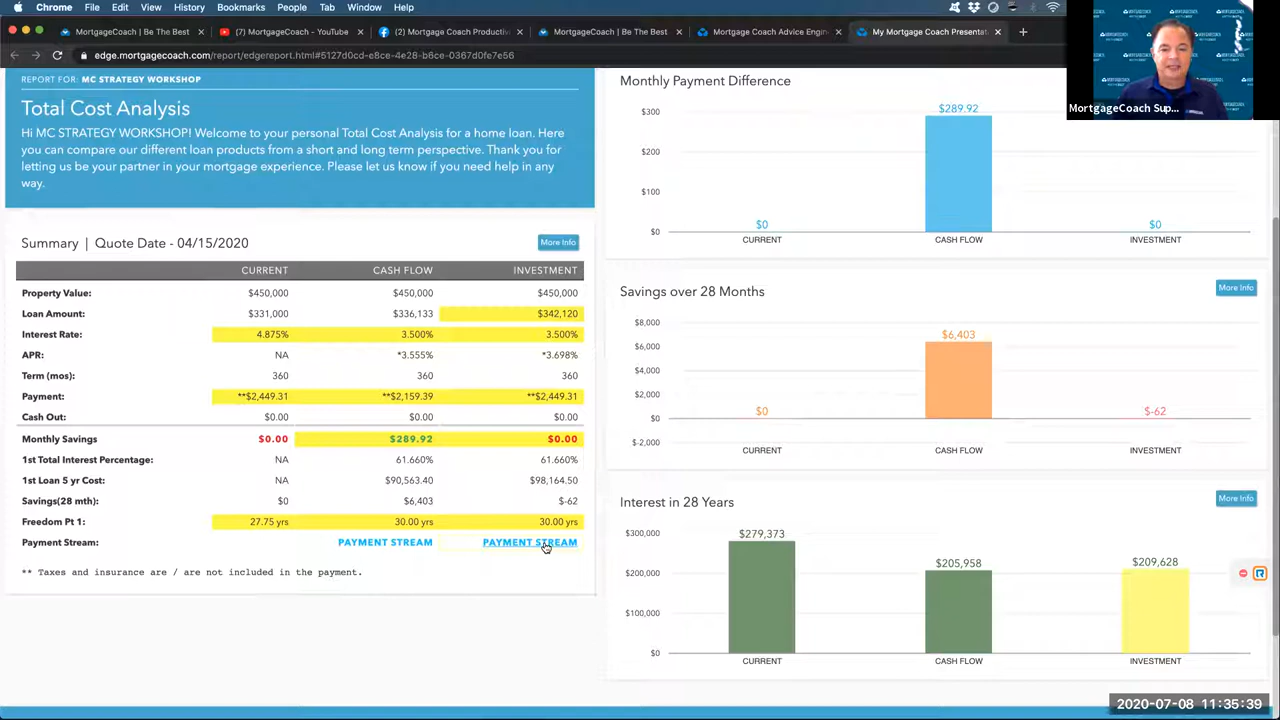 Chrome File Edit View History Bookmarks People Tab Window Help
MortgageCoach | Be The Best
(7) MortgageCoach - YouTube
(2) Mortgage Coach Producti
MortgageCoach | Be The Best
MortgageCoach Advice Engin
My Mortgage Coach Presentat
MortgageCoach Sup...
REPORT FOR: MC STRATEGY WORKSHOP
Total Cost Analysis
Hi MC STRATEGY WORKSHOP! Welcome to your personal Total Cost Analysis for a home loan. Here
you can compare our different loan products from a short and long term perspective. Thank you for
letting us be your partner in your mortgage experience. Please let us know if you need help in any
way.
Summary | Quote Date - 04/15/2020
More Info
CURRENT CASH FLOW INVESTMENT
Property Value: $450,000 $450,000 $450,000
Loan Amount: $331,000 $336,133 $342,120
Interest Rate: 4.875% 3.500% 3.500%
APR: NA *3.555% *3.698%
Term (mos): 360 360 360
Payment: **$2,449.31 **$2,159.39 **$2,449.31
Cash Out: $0.00 $0.00 $0.00
Monthly Savings $0.00 $289.92 $0.00
1st Total Interest Percentage: NA 61.660% 61.660%
1st Loan 5 yr Cost: NA $90,563.40 $98,164.50
Savings(28 mth): $0 $6,403 $-62
Freedom Pt 1: 27.75 yrs 30.00 yrs 30.00 yrs
Payment Stream: PAYMENT STREAM PAYMENT STREAM
** Taxes and insurance are / are not included in the payment.
Monthly Payment Difference
$300
$200
$100
$0
$0 $289.92 $0
CURRENT CASH FLOW INVESTMENT
Savings over 28 Months
More Info
$8,000
$6,000
$4,000
$2,000
$0
$-2,000
$0 $6,403 $-62
CURRENT CASH FLOW INVESTMENT
Interest in 28 Years
More Info
$300,000
$200,000
$100,000
$0
$279,373 $205,958 $209,628
CURRENT CASH FLOW INVESTMENT
2020-07-08 11:35:39